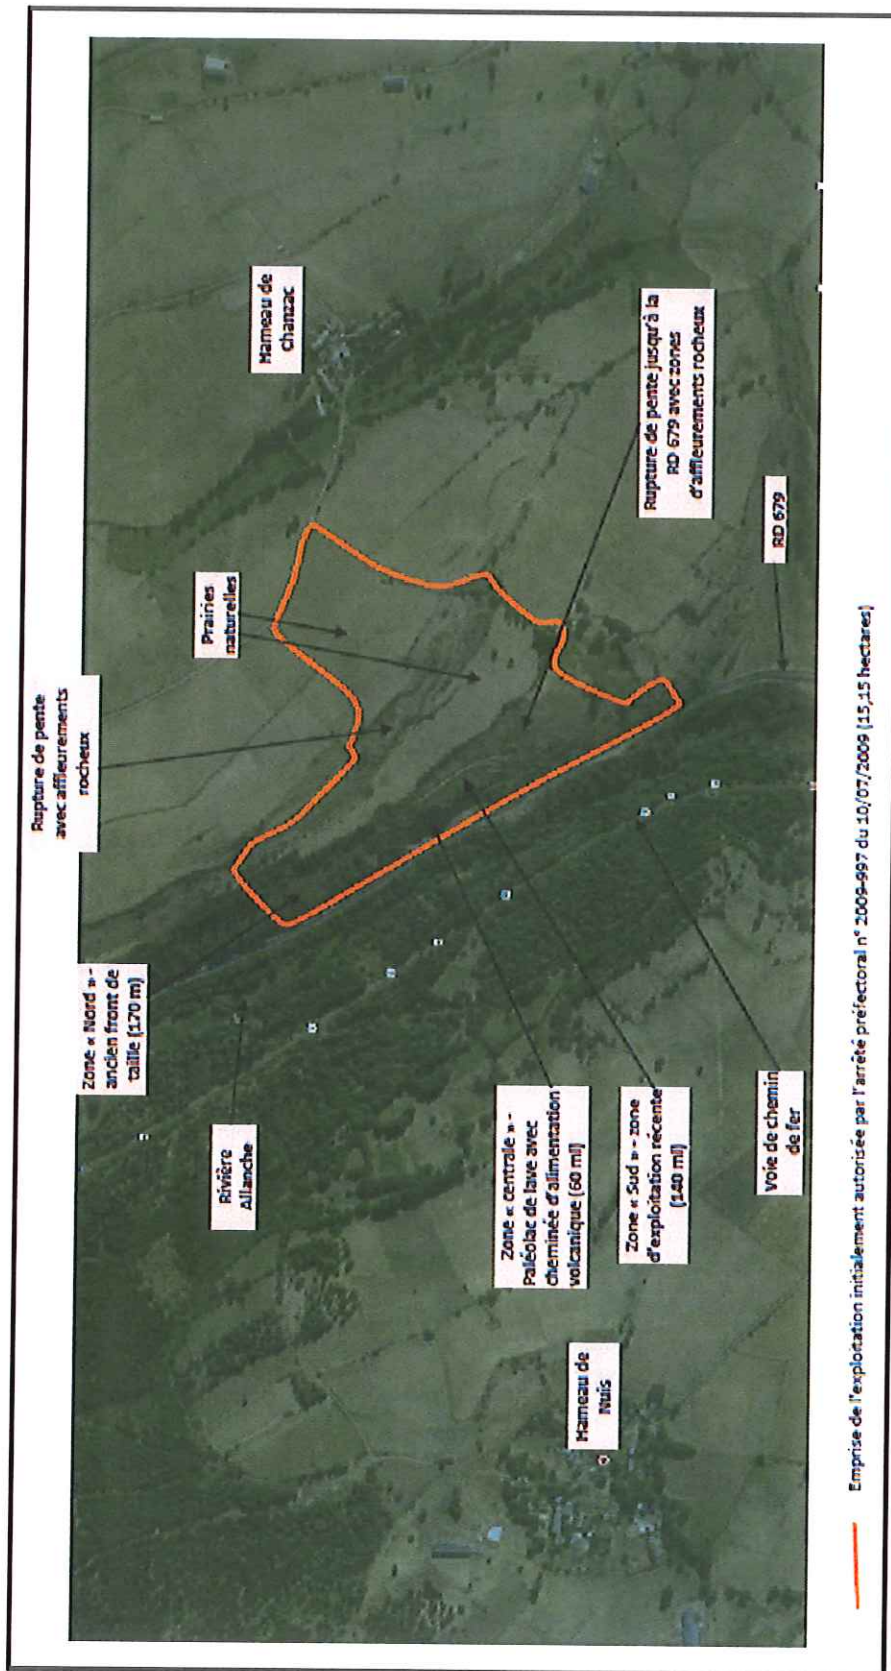 Rupture de pente
avec affleurements
rocheux
Zone « Nord » -
ancien front de
taille (170 m)
Prairies
naturelles
Hameau de
Chanzac
Rivière
Allanche
Rupture de pente jusqu'à la
RD 679 avec zones
d'affleurements rocheux
Zone « centrale » -
Paléolac de lave avec
cheminée d'alimentation
volcanique (60 ml)
Zone « Sud » - zone
d'exploitation récente
(140 ml)
Hameau de
Nuis
Voie de chemin
de fer
RD 679
Emprise de l'exploitation initialement autorisée par l'arrêté préfectoral n° 2009-997 du 10/07/2009 (15,15 hectares)